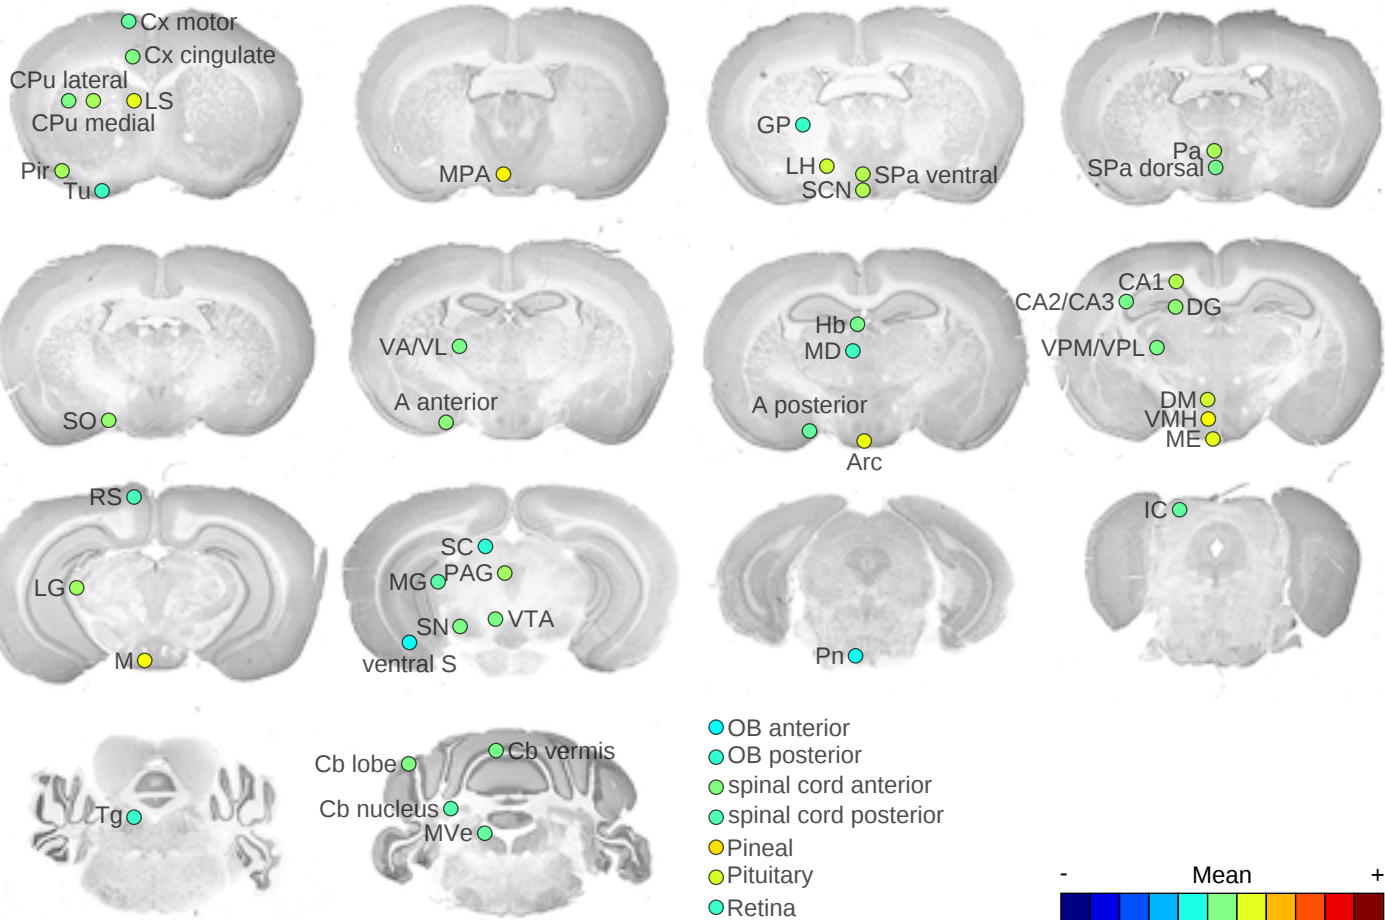 Cx motor
Cx cingulate
CPu lateral
LS
CPu medial
Pir
Tu
MPA
GP
LH
SPa ventral
SCN
Pa
SPa dorsal
SO
VA/VL
A anterior
Hb
MD
A posterior
Arc
CA1
CA2/CA3
DG
VPM/VPL
DM
VMH
ME
RS
LG
M
SC
MG
PAG
SN
VTA
ventral S
Pn
IC
Tg
Cb lobe
Cb vermis
Cb nucleus
MVe
OB anterior
OB posterior
spinal cord anterior
spinal cord posterior
Pineal
Pituitary
Retina
- Mean +